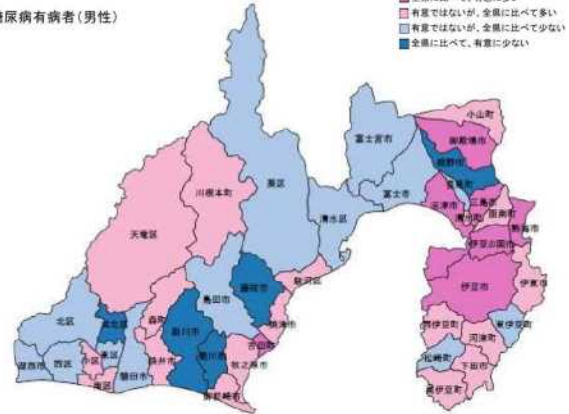 尿病有病者(男性)
有意ではないが、全県に比べて多い
有意ではないが、全県に比べて少ない
全県に比べて、有意に少ない
小山町
御殿場市
裾野市
富士宮市
長泉町
富士市
葵区
川根本町
清水区
沼津市
三島市
清水町
函南町
熱海市
伊豆の国市
天竜区
伊豆市
伊東市
駿河区
藤枝市
島田市
焼津市
北区
浜北区
森町
掛川市
西伊豆町
東伊豆町
河津町
吉田町
菊川市
牧之原市
湖西市
西区
中区
東区
磐田市
袋井市
松崎町
下田市
南区
御前崎市
南伊豆町